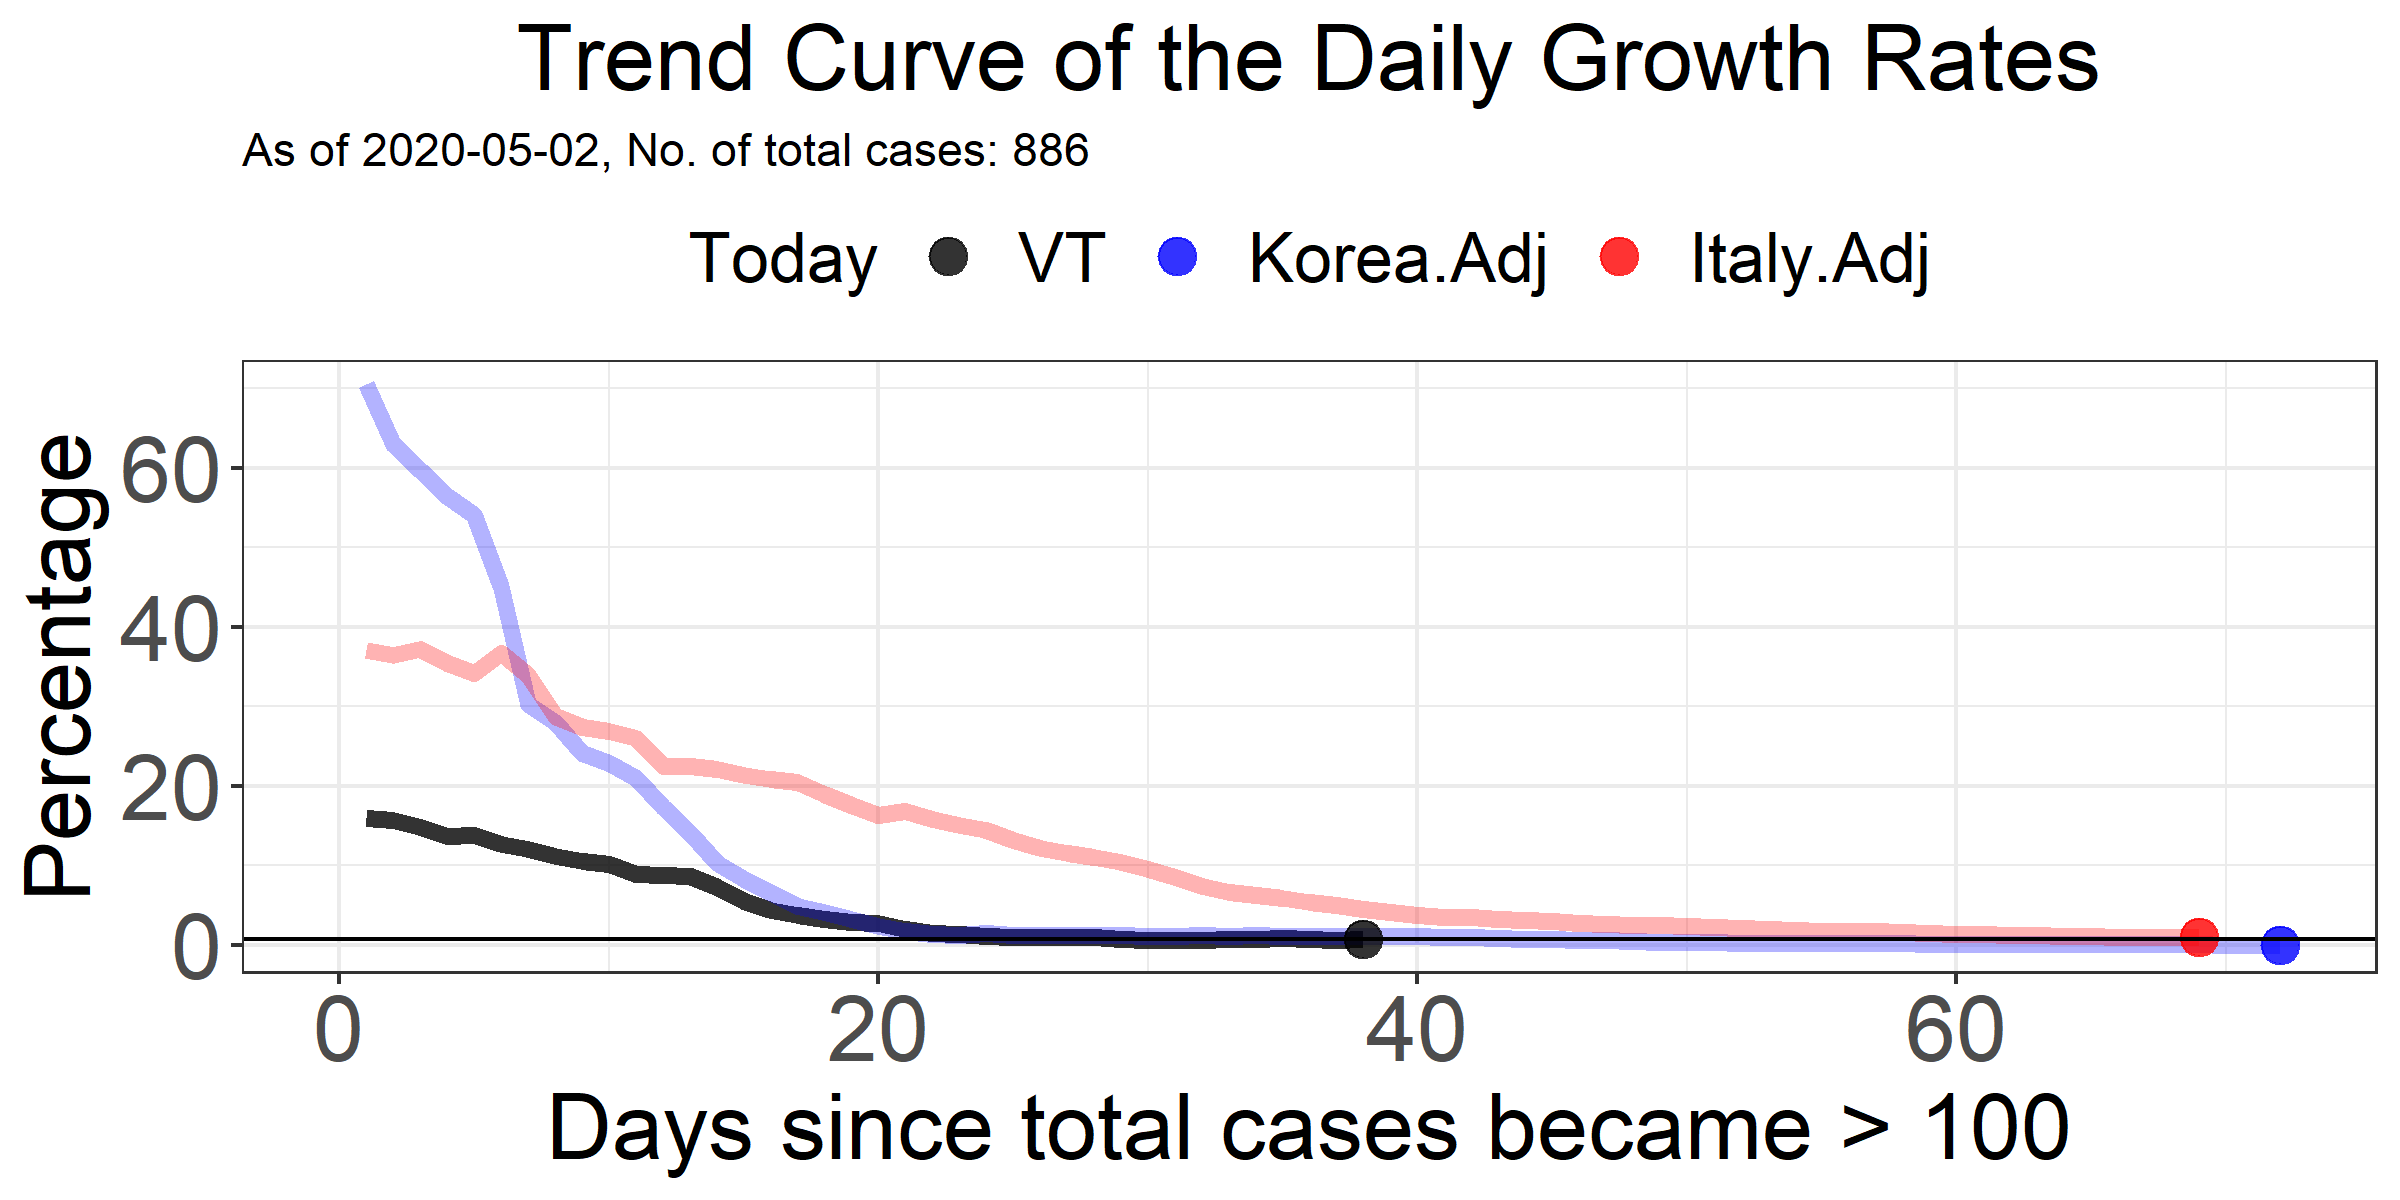 Trend Curve of the Daily Growth Rates
As of 2020-05-02, No. of total cases: 886
Today VT Korea.Adj Italy.Adj
Percentage
60
40
20
0
0 20 40 60
Days since total cases became > 100